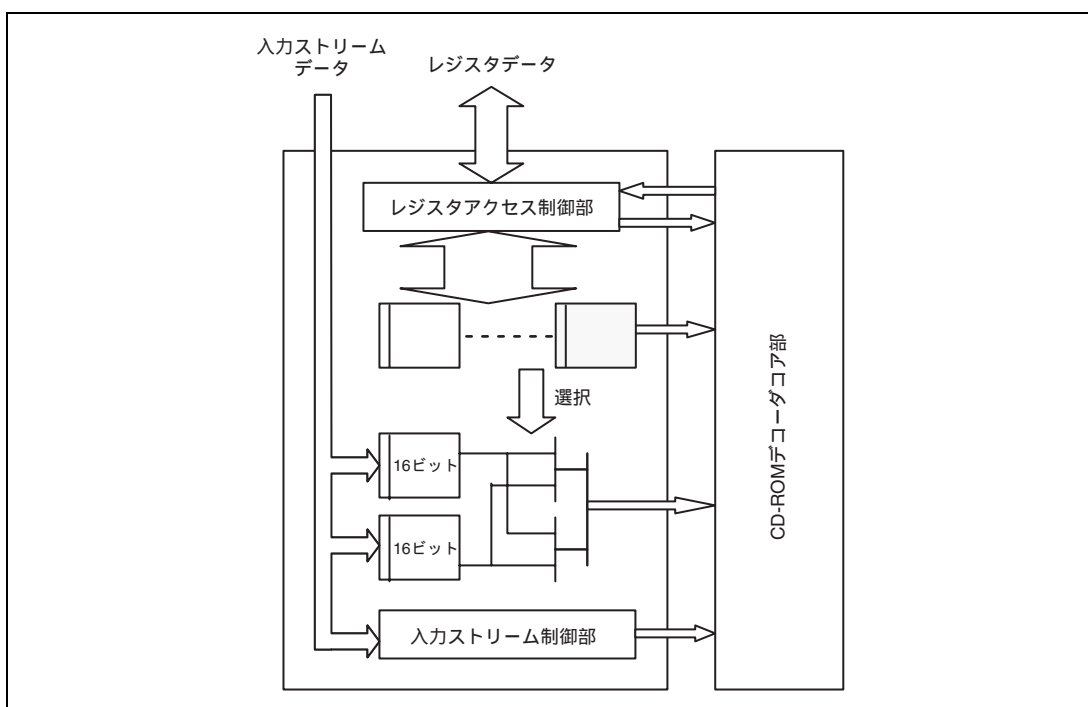 入力ストリーム
データ
レジスタデータ
レジスタアクセス制御部
選択
16ビット
16ビット
入力ストリーム制御部
CD-ROMデコーダコア部